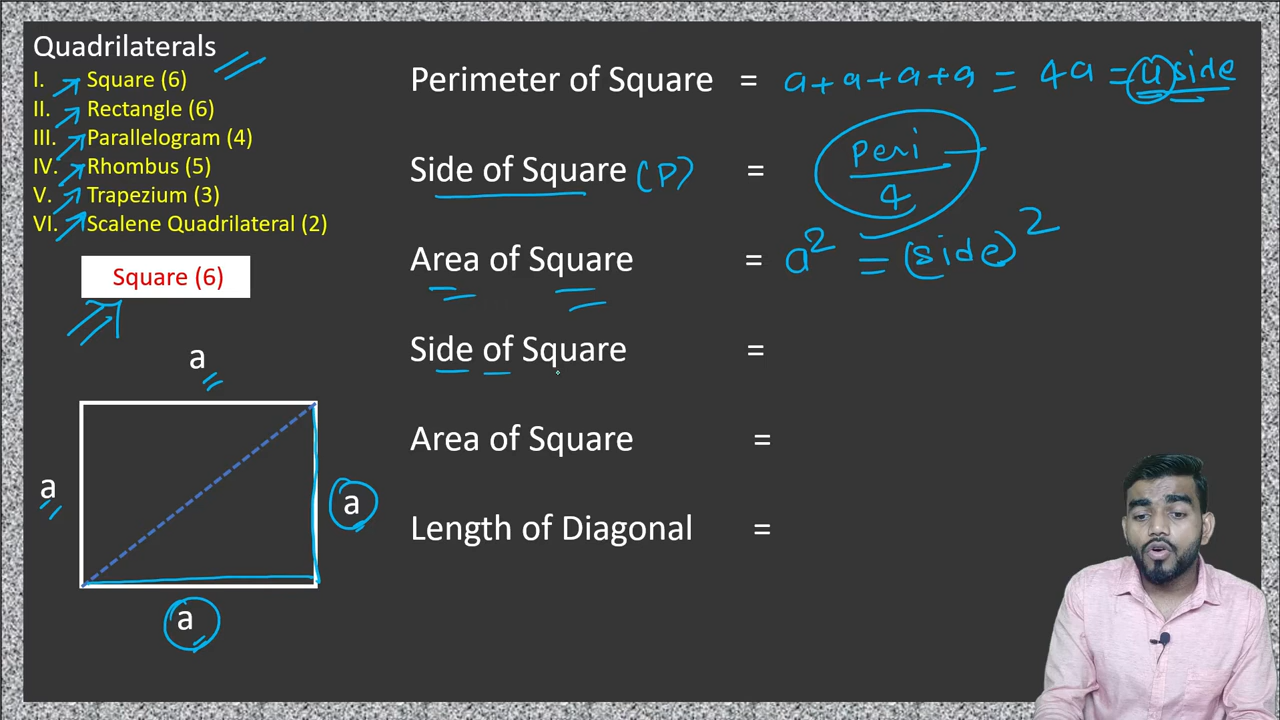 Quadrilaterals
I. Square (6)
II. Rectangle (6)
III. Parallelogram (4)
IV. Rhombus (5)
V. Trapezium (3)
VI. Scalene Quadrilateral (2)
Square (6)
a
a
a
a
Perimeter of Square = a+a+a+a = 4a = 4side
Side of Square (P) = Peri/4
Area of Square = a² = (side)²
Side of Square =
Area of Square =
Length of Diagonal =